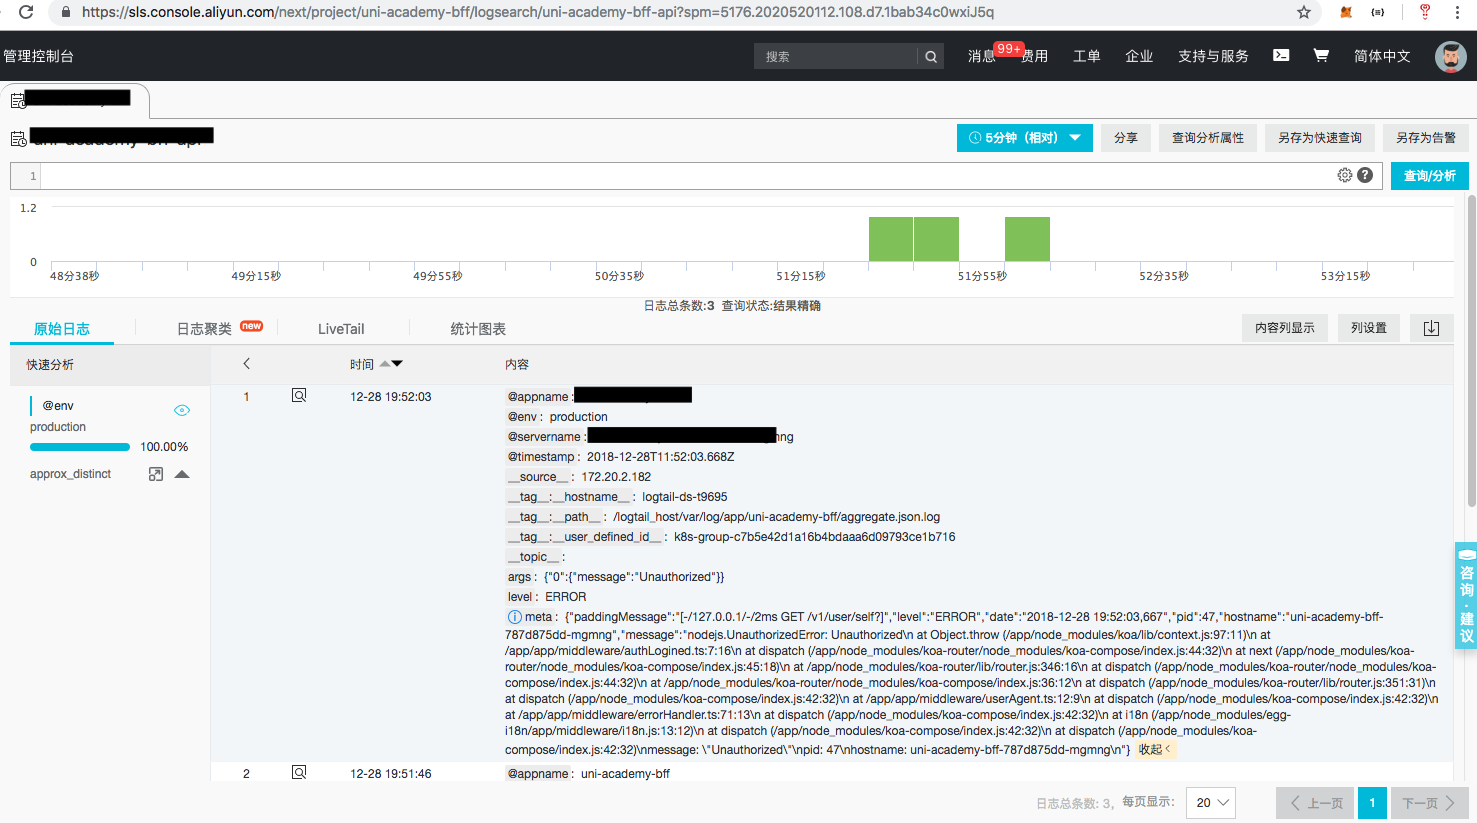 https://sls.console.aliyun.com/next/project/uni-academy-bff/logsearch/uni-academy-bff-api?spm=5176.2020520112.108.d7.1bab34c0wxiJ5q
管理控制台
搜索
消息 99+ 费用 工单 企业 支持与服务 简体中文
5分钟（相对） 分享 查询分析属性 另存为快速查询 另存为告警
1
查询/分析
1.2
0
48分38秒 49分15秒 49分55秒 50分35秒 51分15秒 51分55秒 52分35秒 53分15秒
日志总条数:3 查询状态:结果精确
原始日志 日志聚类 new LiveTail 统计图表 内容列显示 列设置
快速分析 时间 内容
@env
production
100.00%
approx_distinct
1 12-28 19:52:03 @appname :
@env : production
@servername : mng
@timestamp : 2018-12-28T11:52:03.668Z
__source__ : 172.20.2.182
__tag__:__hostname__ : logtail-ds-t9695
__tag__:__path__ : /logtail_host/var/log/app/uni-academy-bff/aggregate.json.log
__tag__:__user_defined_id__ : k8s-group-c7b5e42d1a16b4bdaaa6d09793ce1b716
__topic__ :
args : {"0":{"message":"Unauthorized"}}
level : ERROR
meta : {"paddingMessage":"[-/127.0.0.1/-/2ms GET /v1/user/self?]","level":"ERROR","date":"2018-12-28 19:52:03,667","pid":47,"hostname":"uni-academy-bff-
787d875dd-mgmng","message":"nodejs.UnauthorizedError: Unauthorized\n at Object.throw (/app/node_modules/koa/lib/context.js:97:11)\n at
/app/app/middleware/authLogined.ts:7:16\n at dispatch (/app/node_modules/koa-router/node_modules/koa-compose/index.js:44:32)\n at next (/app/node_modules/koa-
router/node_modules/koa-compose/index.js:45:18)\n at /app/node_modules/koa-router/lib/router.js:346:16\n at dispatch (/app/node_modules/koa-router/node_modules/koa-
compose/index.js:44:32)\n at /app/node_modules/koa-router/node_modules/koa-compose/index.js:36:12\n at dispatch (/app/node_modules/koa-router/lib/router.js:351:31)\n
at dispatch (/app/node_modules/koa-compose/index.js:42:32)\n at /app/app/middleware/userAgent.ts:12:9\n at dispatch (/app/node_modules/koa-compose/index.js:42:32)\n
at /app/app/middleware/errorHandler.ts:71:13\n at dispatch (/app/node_modules/koa-compose/index.js:42:32)\n at i18n (/app/node_modules/egg-
i18n/app/middleware/i18n.js:13:12)\n at dispatch (/app/node_modules/koa-compose/index.js:42:32)\n at dispatch (/app/node_modules/koa-
compose/index.js:42:32)\nmessage: \"Unauthorized\"\npid: 47\nhostname: uni-academy-bff-787d875dd-mgmng\n"} 收起
2 12-28 19:51:46 @appname : uni-academy-bff
咨询·建议
日志总条数: 3, 每页显示: 20 上一页 1 下一页